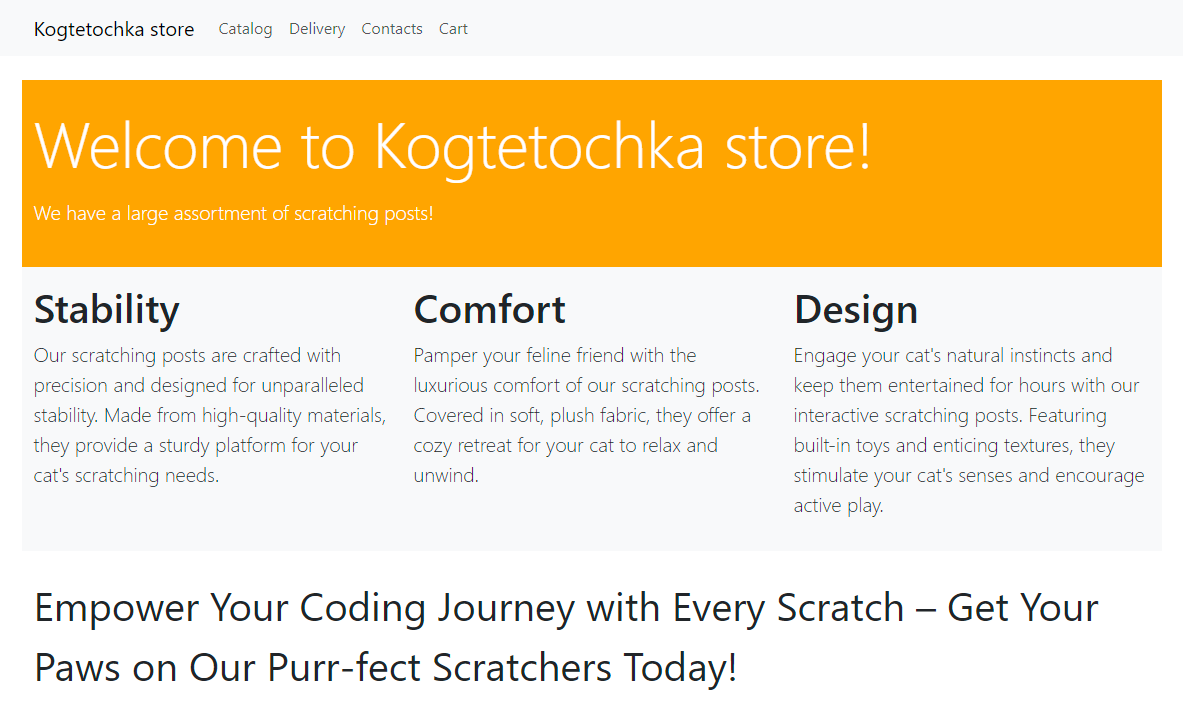 Kogtetochka store Catalog Delivery Contacts Cart
Welcome to Kogtetochka store!
We have a large assortment of scratching posts!
Stability
Our scratching posts are crafted with
precision and designed for unparalleled
stability. Made from high-quality materials,
they provide a sturdy platform for your
cat's scratching needs.
Comfort
Pamper your feline friend with the
luxurious comfort of our scratching posts.
Covered in soft, plush fabric, they offer a
cozy retreat for your cat to relax and
unwind.
Design
Engage your cat's natural instincts and
keep them entertained for hours with our
interactive scratching posts. Featuring
built-in toys and enticing textures, they
stimulate your cat's senses and encourage
active play.
Empower Your Coding Journey with Every Scratch – Get Your
Paws on Our Purr-fect Scratchers Today!